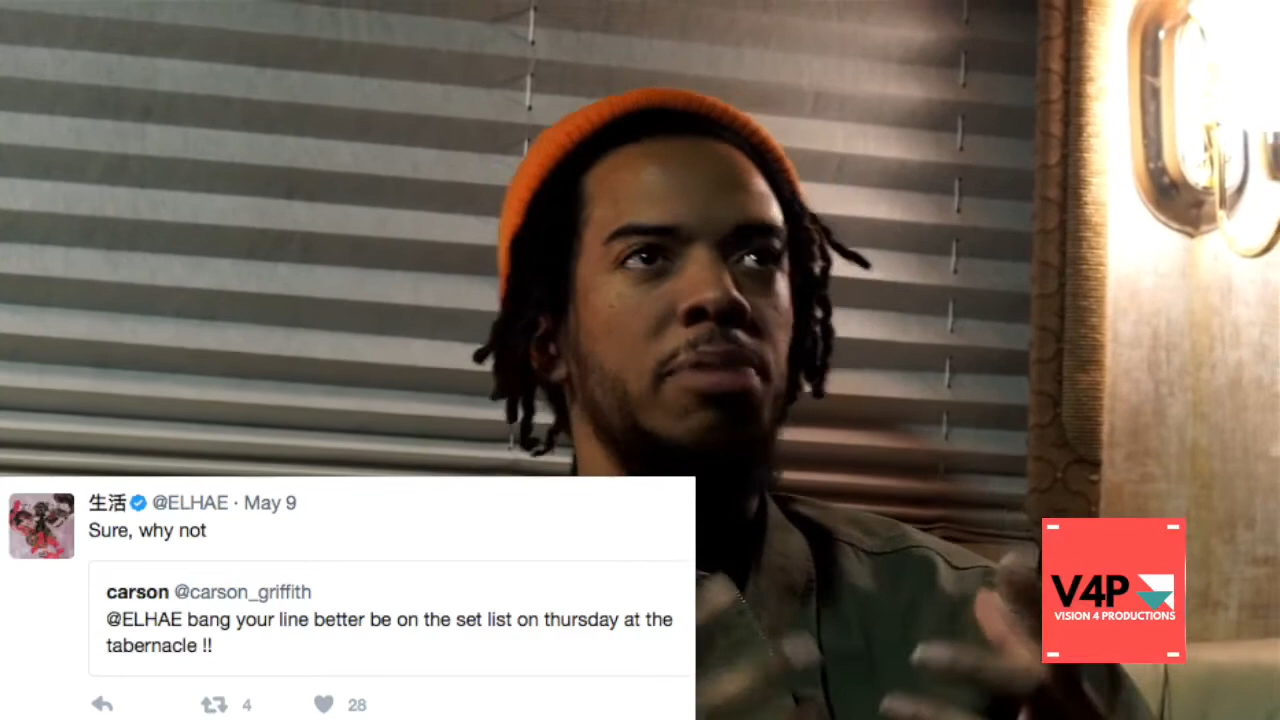 生活 @ELHAE · May 9
Sure, why not
carson @carson_griffith
@ELHAE bang your line better be on the set list on thursday at the
tabernacle !!
4 28
V4P
VISION 4 PRODUCTIONS